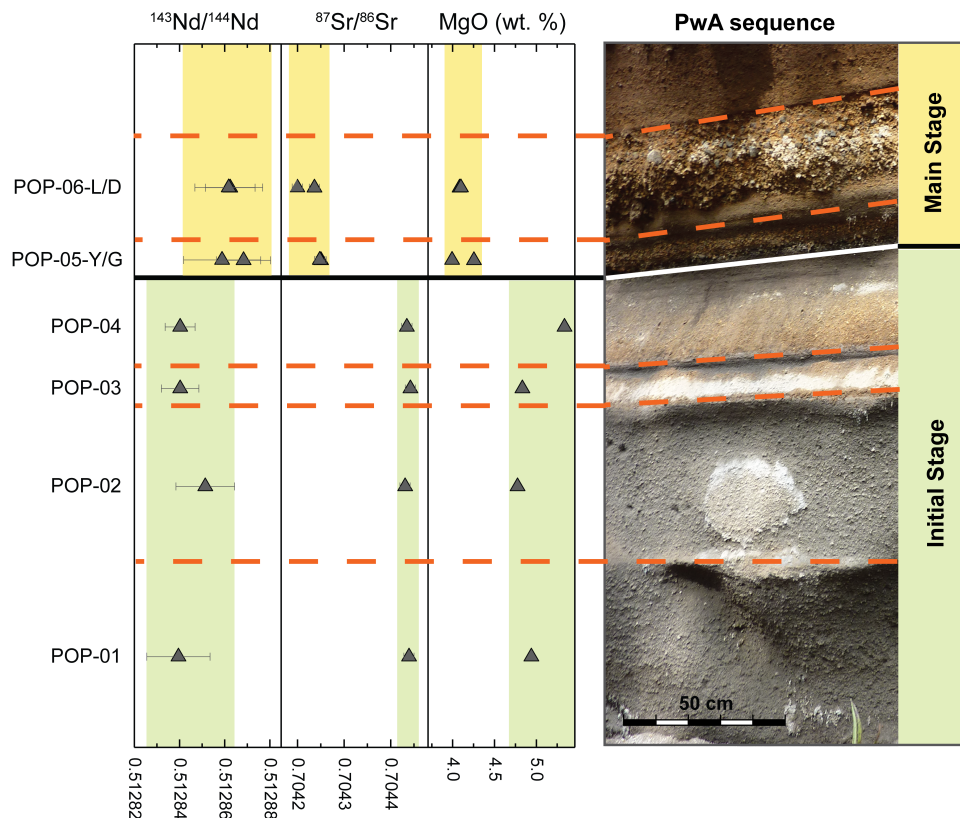 ¹⁴³Nd/¹⁴⁴Nd ⁸⁷Sr/⁸⁶Sr MgO (wt. %) PwA sequence
Main Stage
POP-06-L/D
POP-05-Y/G
POP-04
POP-03
POP-02
Initial Stage
POP-01
50 cm
0.51282 0.51284 0.51286 0.51288 0.7042 0.7043 0.7044 4.0 4.5 5.0